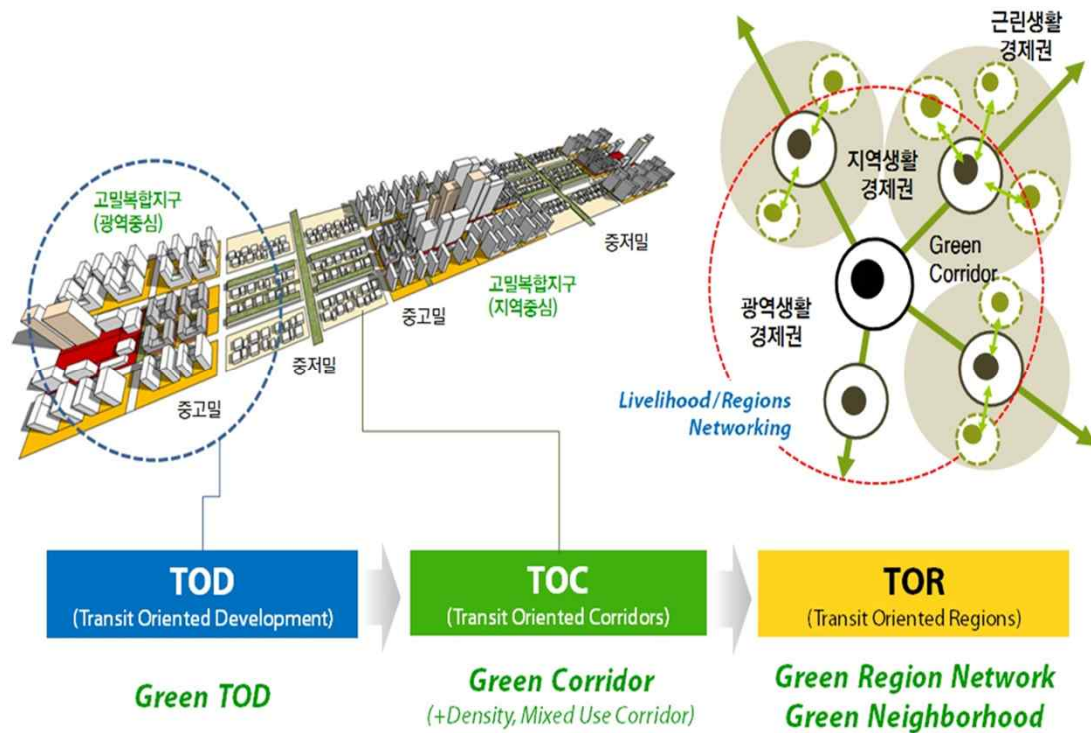 고밀복합지구
(광역중심)
중고밀
중저밀
중고밀
고밀복합지구
(지역중심)
중저밀
근린생활
경제권
지역생활
경제권
Green
Corridor
광역생활
경제권
Livelihood/Regions
Networking
TOD
(Transit Oriented Development)
TOC
(Transit Oriented Corridors)
TOR
(Transit Oriented Regions)
Green TOD
Green Corridor
(+Density, Mixed Use Corridor)
Green Region Network
Green Neighborhood